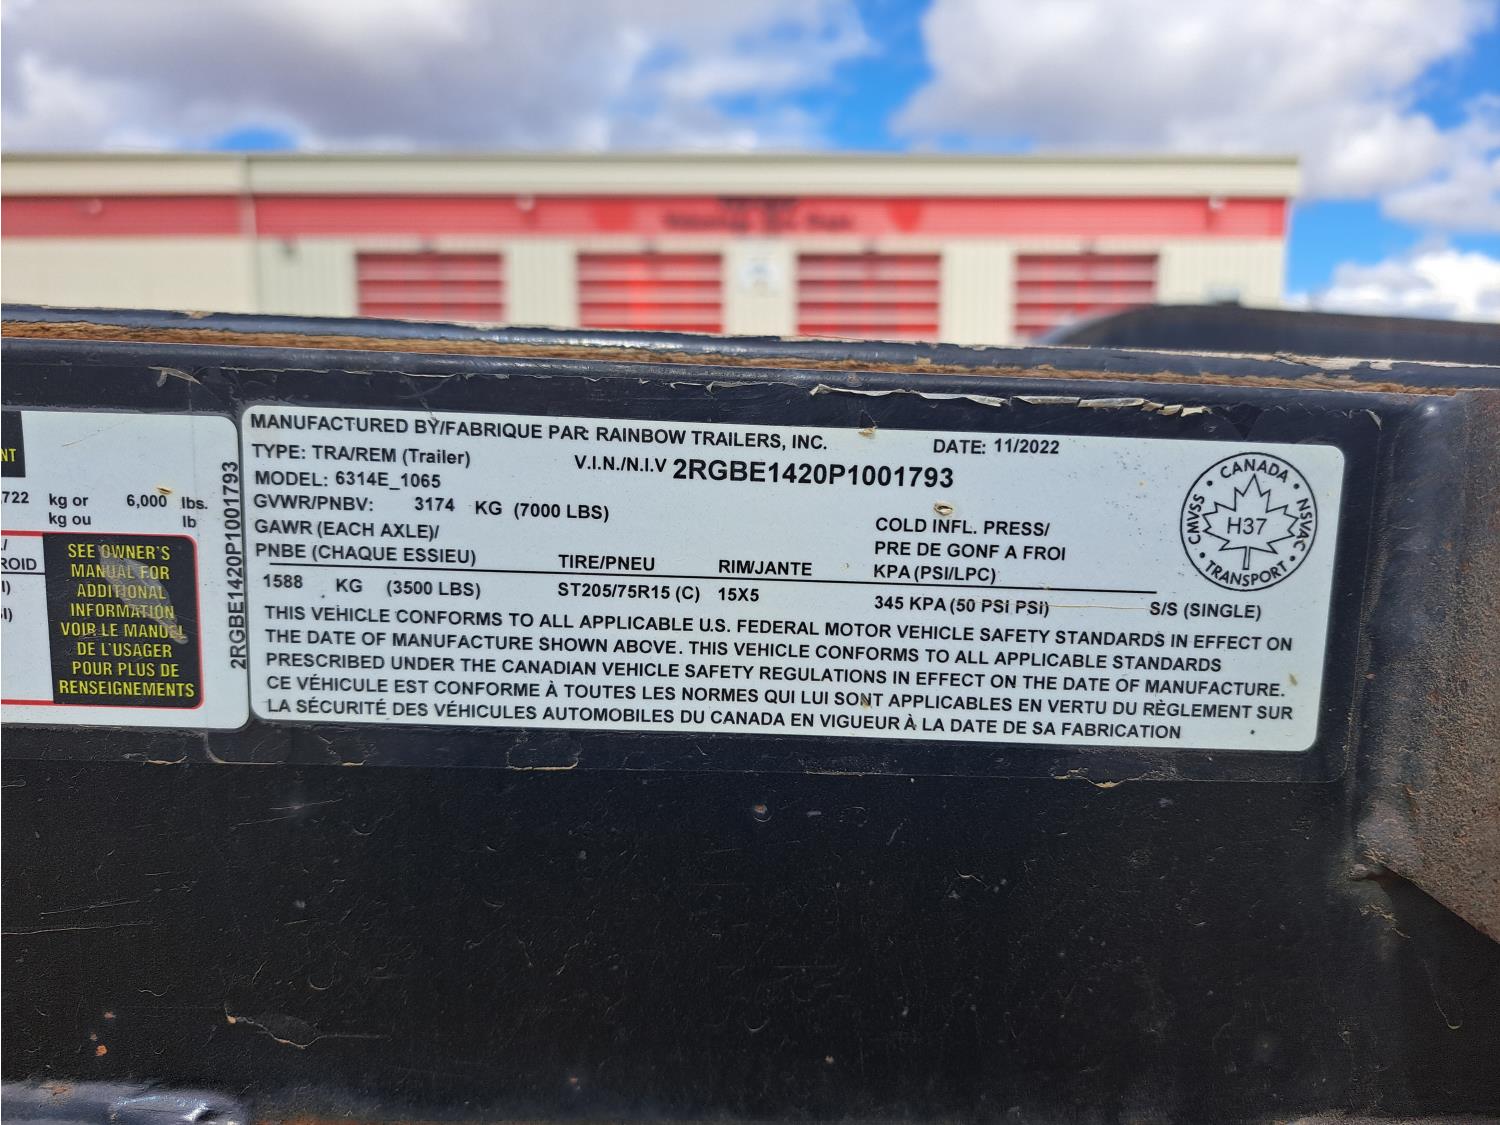 NT
722 kg or 6,000 lbs.
kg ou lb
ROID
SEE OWNER'S
MANUAL FOR
ADDITIONAL
INFORMATION
VOIR LE MANUEL
DE L'USAGER
POUR PLUS DE
RENSEIGNEMENTS
2RGBE1420P1001793
MANUFACTURED BY/FABRIQUE PAR: RAINBOW TRAILERS, INC. DATE: 11/2022
TYPE: TRA/REM (Trailer) V.I.N./N.I.V 2RGBE1420P1001793
MODEL: 6314E_1065
GVWR/PNBV: 3174 KG (7000 LBS)
GAWR (EACH AXLE)/ COLD INFL. PRESS/
PNBE (CHAQUE ESSIEU) TIRE/PNEU RIM/JANTE PRE DE GONF A FROI
KPA (PSI/LPC)
1588 KG (3500 LBS) ST205/75R15 (C) 15X5 345 KPA (50 PSI PSI) S/S (SINGLE)
THIS VEHICLE CONFORMS TO ALL APPLICABLE U.S. FEDERAL MOTOR VEHICLE SAFETY STANDARDS IN EFFECT ON
THE DATE OF MANUFACTURE SHOWN ABOVE. THIS VEHICLE CONFORMS TO ALL APPLICABLE STANDARDS
PRESCRIBED UNDER THE CANADIAN VEHICLE SAFETY REGULATIONS IN EFFECT ON THE DATE OF MANUFACTURE.
CE VÉHICULE EST CONFORME À TOUTES LES NORMES QUI LUI SONT APPLICABLES EN VERTU DU RÈGLEMENT SUR
LA SÉCURITÉ DES VÉHICULES AUTOMOBILES DU CANADA EN VIGUEUR À LA DATE DE SA FABRICATION
CANADA
CMVSS
NSVAC
H37
TRANSPORT